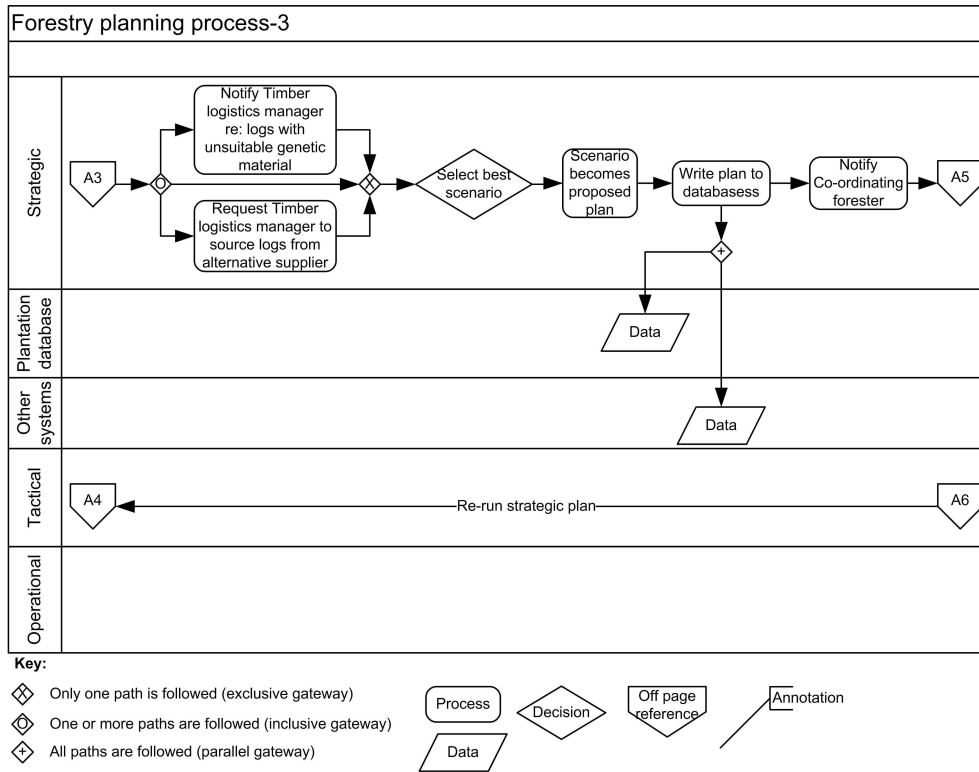 Forestry planning process-3
Strategic
A3
O
Notify Timber
logistics manager
re: logs with
unsuitable genetic
material
Request Timber
logistics manager to
source logs from
alternative supplier
X
Select best
scenario
Scenario
becomes
proposed
plan
Write plan to
databasess
Notify
Co-ordinating
forester
A5
+
Plantation
database
Data
Other
systems
Data
Tactical
A4
Re-run strategic plan
A6
Operational
Key:
X Only one path is followed (exclusive gateway)
O One or more paths are followed (inclusive gateway)
+ All paths are followed (parallel gateway)
Process
Data
Decision
Off page
reference
Annotation